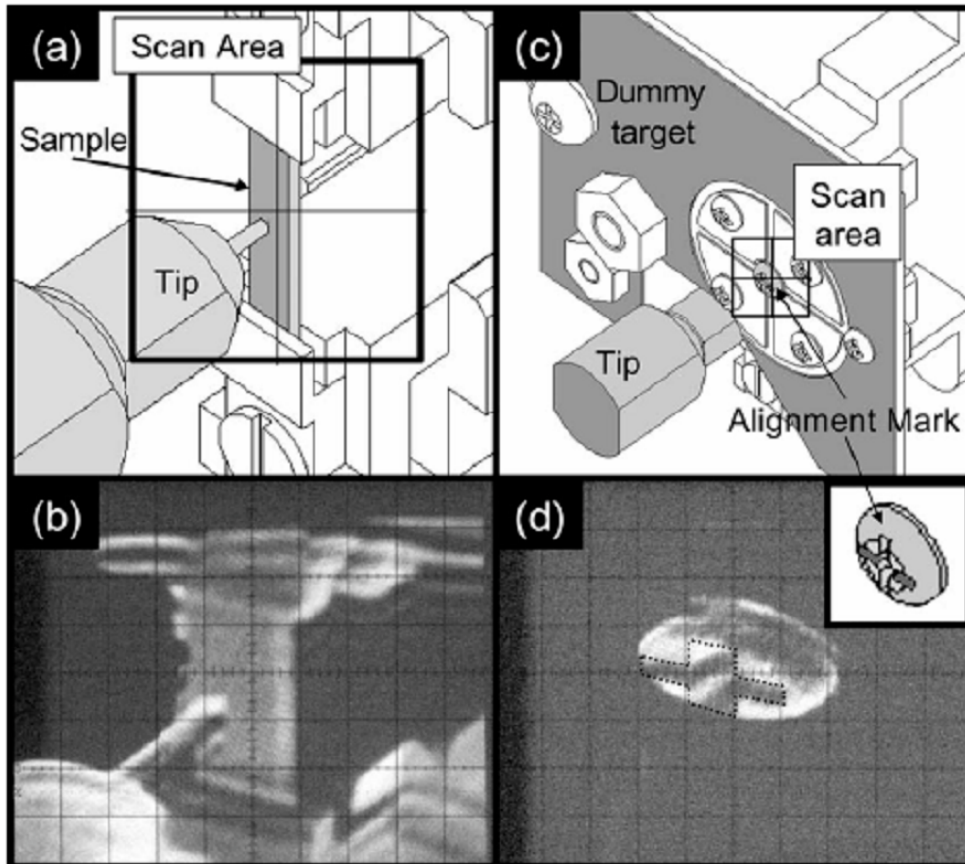 (a)
Scan Area
Sample
Tip
(c)
Dummy
target
Scan
area
Tip
Alignment Mark
(b)
(d)